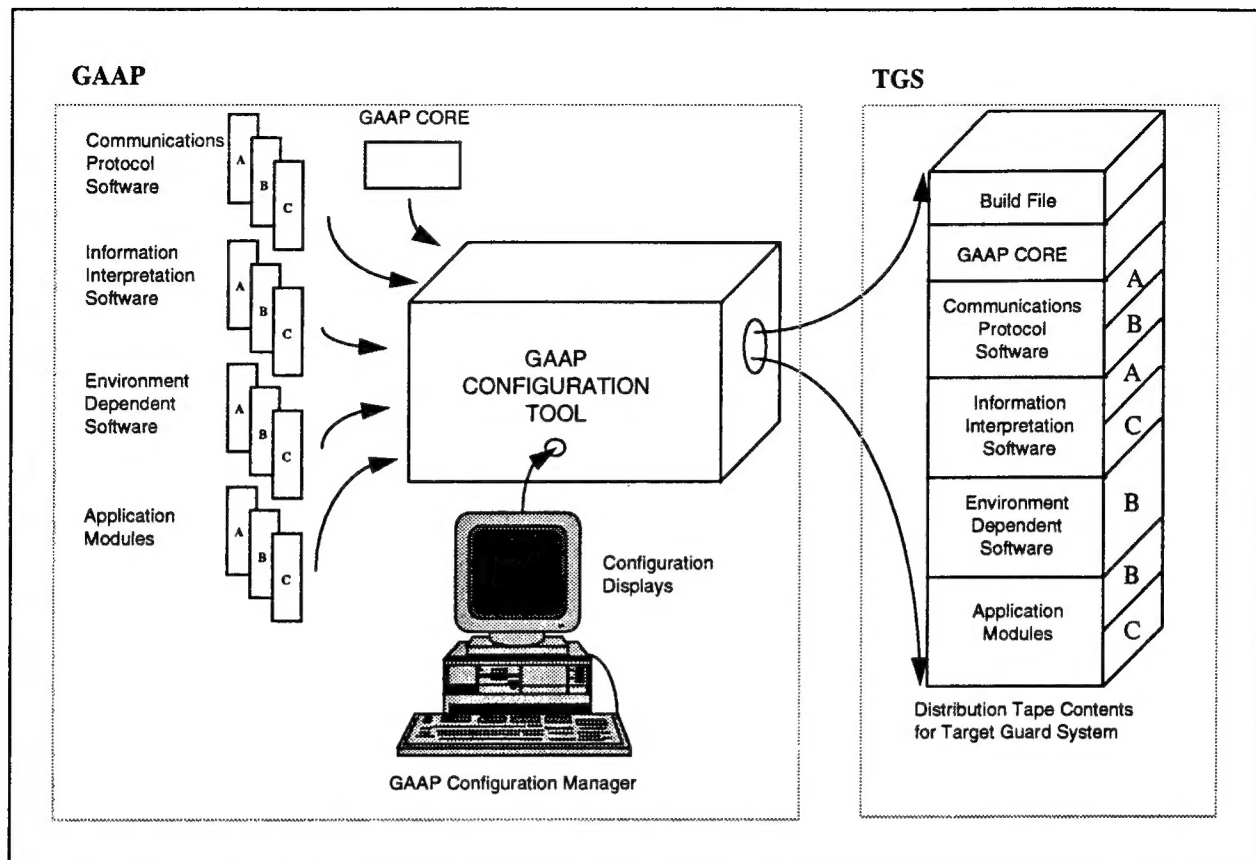 GAAP
TGS
Communications
Protocol
Software
A
B
C
GAAP CORE
Information
Interpretation
Software
A
B
C
Environment
Dependent
Software
A
B
C
Application
Modules
A
B
C
GAAP
CONFIGURATION
TOOL
Configuration
Displays
GAAP Configuration Manager
Build File
GAAP CORE
Communications
Protocol
Software
A
B
Information
Interpretation
Software
A
C
Environment
Dependent
Software
B
Application
Modules
B
C
Distribution Tape Contents
for Target Guard System